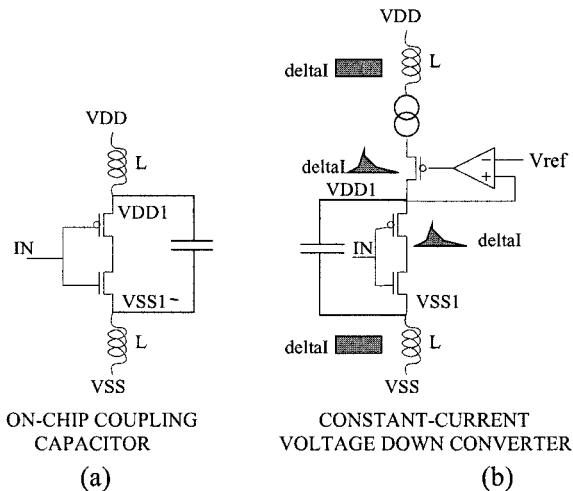 VDD
L
VDD1
IN
VSS1
L
VSS
ON-CHIP COUPLING
CAPACITOR
(a)
VDD
deltaI
L
deltaI
Vref
VDD1
IN
deltaI
VSS1
deltaI
L
VSS
CONSTANT-CURRENT
VOLTAGE DOWN CONVERTER
(b)